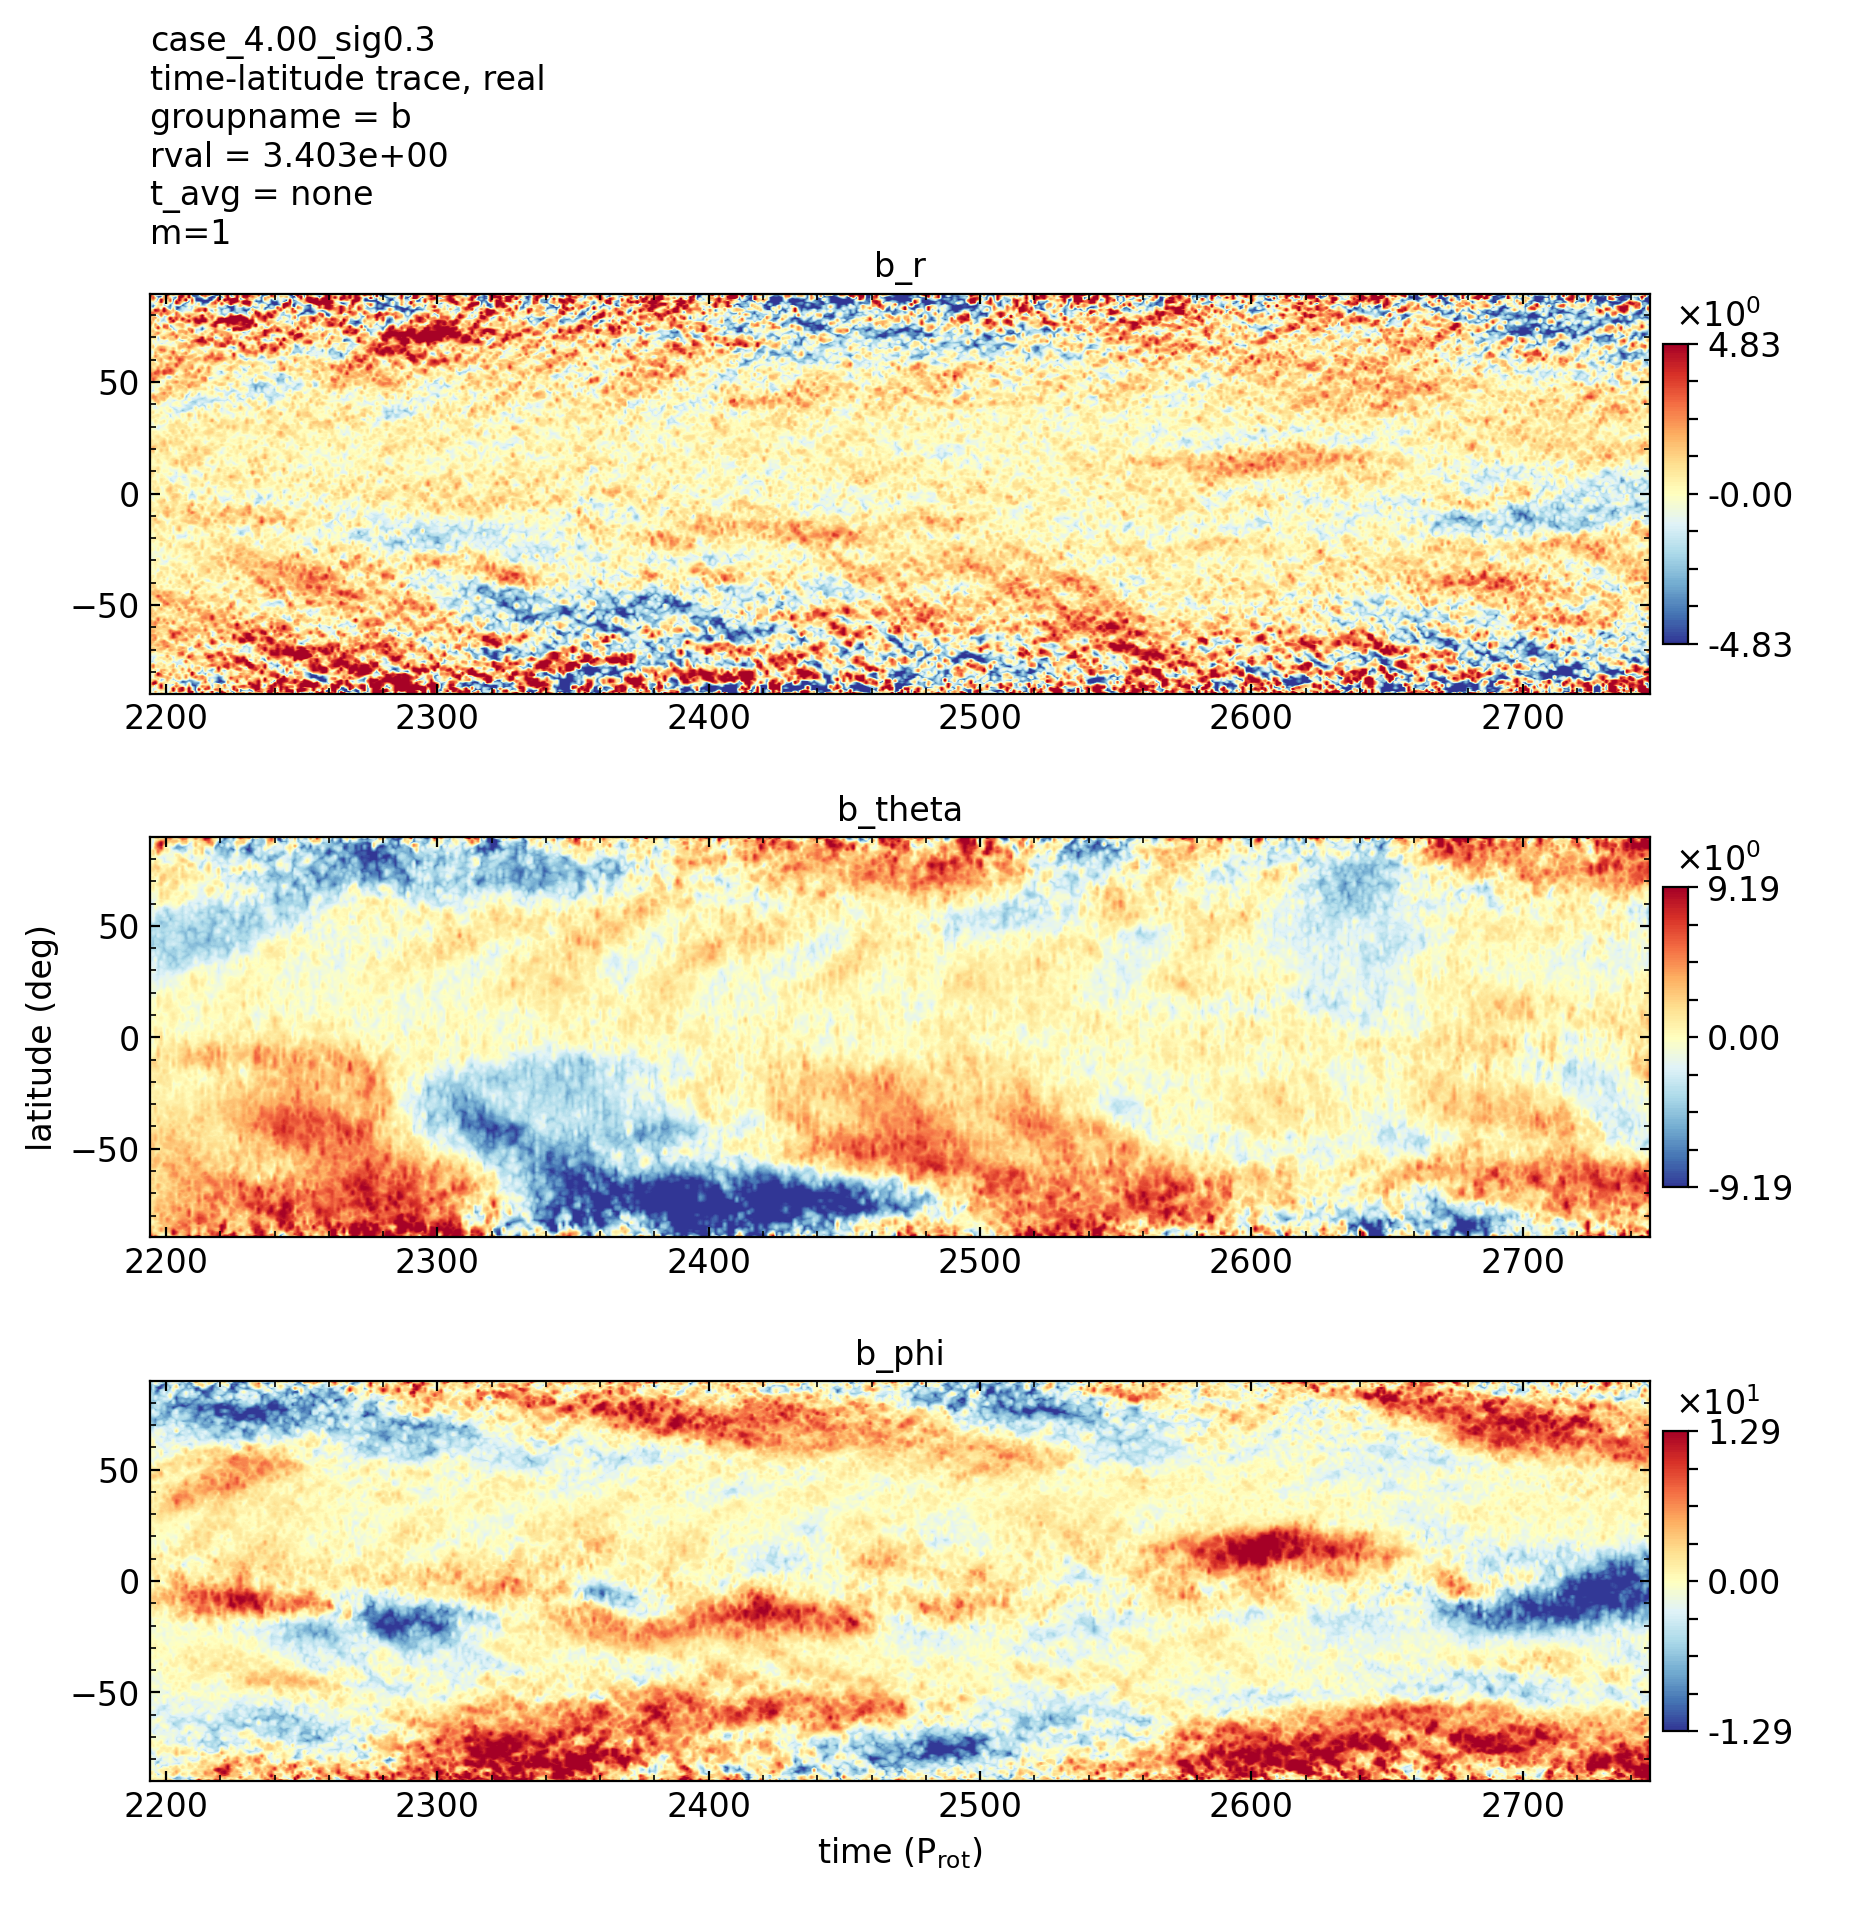 case_4.00_sig0.3
time-latitude trace, real
groupname = b
rval = 3.403e+00
t_avg = none
m=1
b_r
×10⁰
4.83
-0.00
-4.83
50
0
−50
2200 2300 2400 2500 2600 2700
b_theta
×10⁰
9.19
0.00
-9.19
latitude (deg)
50
0
−50
2200 2300 2400 2500 2600 2700
b_phi
×10¹
1.29
0.00
-1.29
50
0
−50
2200 2300 2400 2500 2600 2700
time (P_rot)